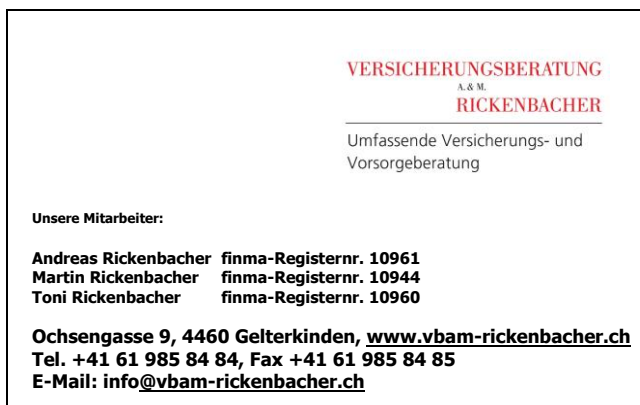 VERSICHERUNGSBERATUNG
A. & M.
RICKENBACHER
Umfassende Versicherungs- und
Vorsorgeberatung
Unsere Mitarbeiter:
Andreas Rickenbacher finma-Registernr. 10961
Martin Rickenbacher finma-Registernr. 10944
Toni Rickenbacher finma-Registernr. 10960
Ochsengasse 9, 4460 Gelterkinden, www.vbam-rickenbacher.ch
Tel. +41 61 985 84 84, Fax +41 61 985 84 85
E-Mail: info@vbam-rickenbacher.ch